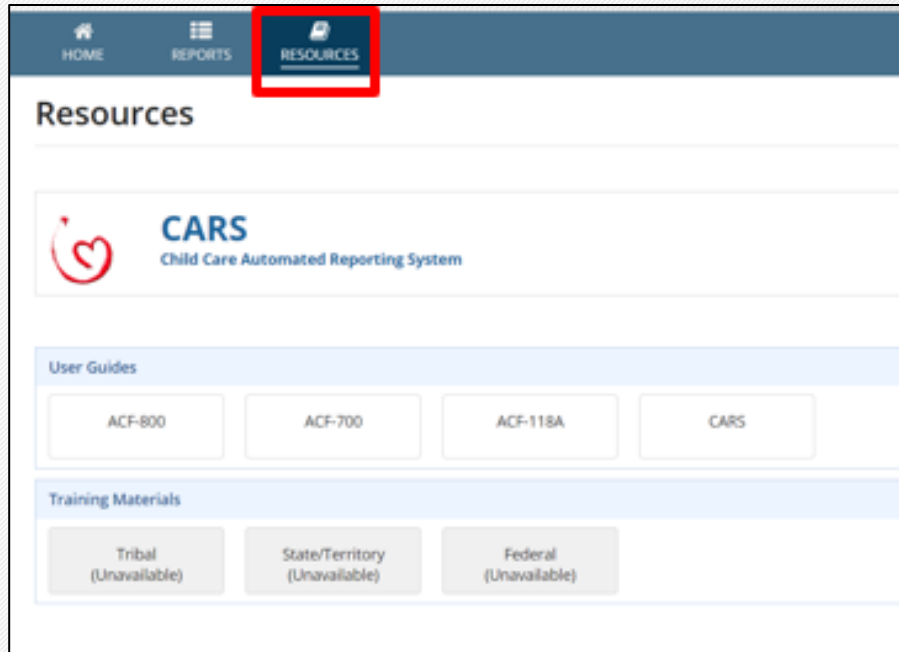 HOME REPORTS RESOURCES
Resources
CARS
Child Care Automated Reporting System
User Guides
ACF-800 ACF-700 ACF-118A CARS
Training Materials
Tribal State/Territory Federal
(Unavailable) (Unavailable) (Unavailable)